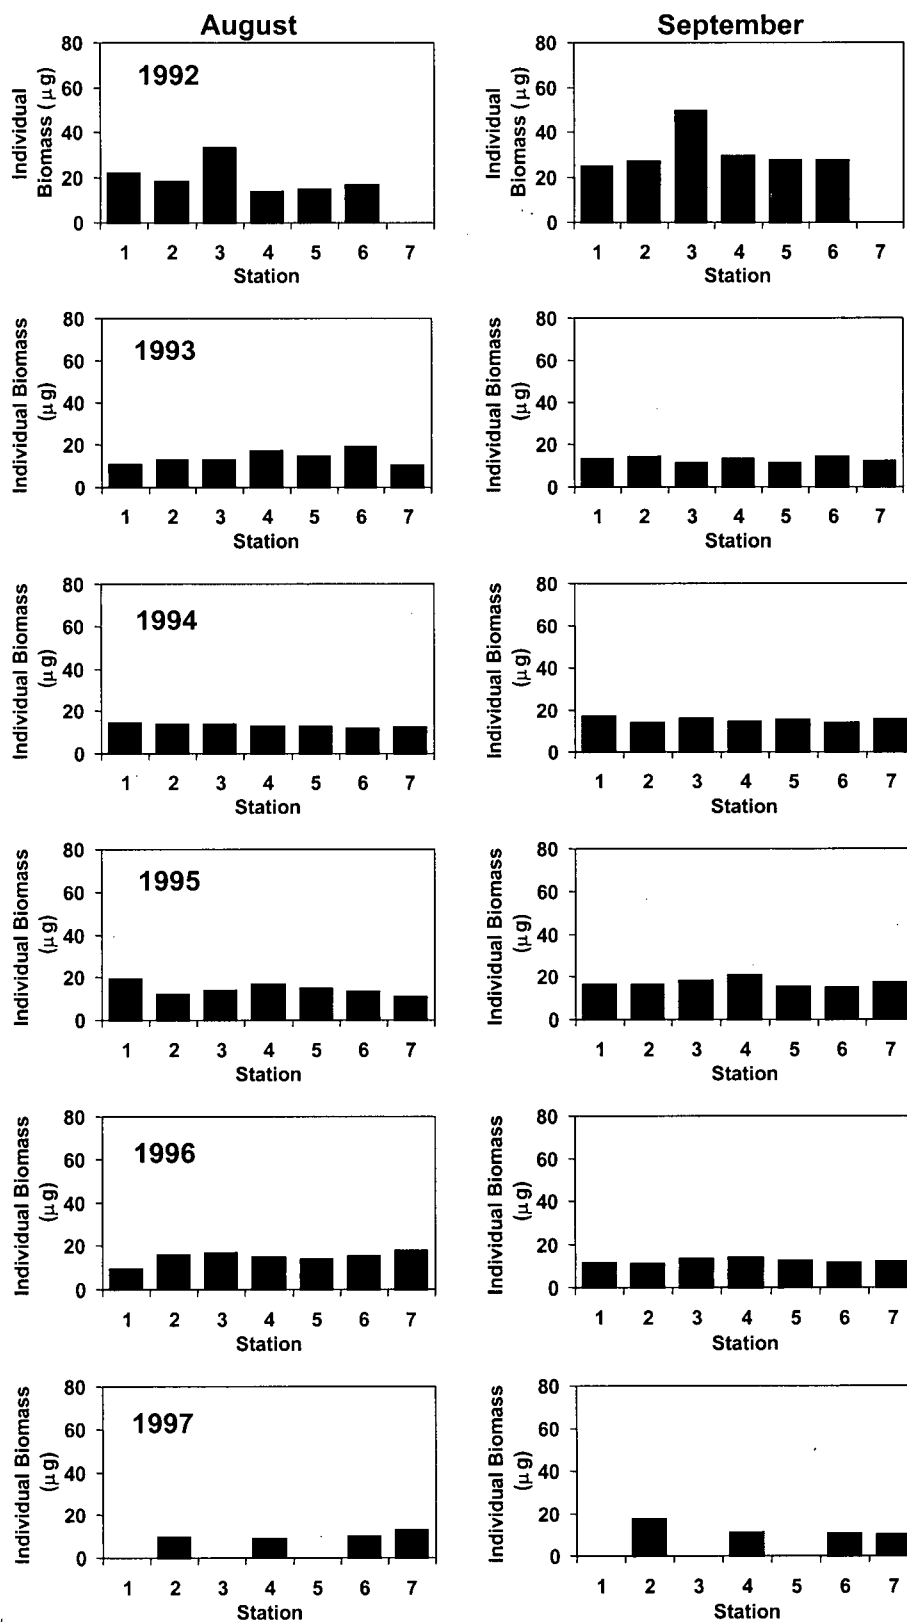 August
September
80
60
40
20
0
Individual
Biomass (μg)
1992
1 2 3 4 5 6 7
Station
80
60
40
20
0
Individual
Biomass (μg)
1 2 3 4 5 6 7
Station
80
60
40
20
0
Individual Biomass
(μg)
1993
1 2 3 4 5 6 7
Station
80
60
40
20
0
Individual Biomass
(μg)
1 2 3 4 5 6 7
Station
80
60
40
20
0
Individual Biomass
(μg)
1994
1 2 3 4 5 6 7
Station
80
60
40
20
0
Individual Biomass
(μg)
1 2 3 4 5 6 7
Station
80
60
40
20
0
Individual Biomass
(μg)
1995
1 2 3 4 5 6 7
Station
80
60
40
20
0
Individual Biomass
(μg)
1 2 3 4 5 6 7
Station
80
60
40
20
0
Individual Biomass
(μg)
1996
1 2 3 4 5 6 7
Station
80
60
40
20
0
Individual Biomass
(μg)
1 2 3 4 5 6 7
Station
80
60
40
20
0
Individual Biomass
(μg)
1997
1 2 3 4 5 6 7
Station
80
60
40
20
0
Individual Biomass
(μg)
1 2 3 4 5 6 7
Station